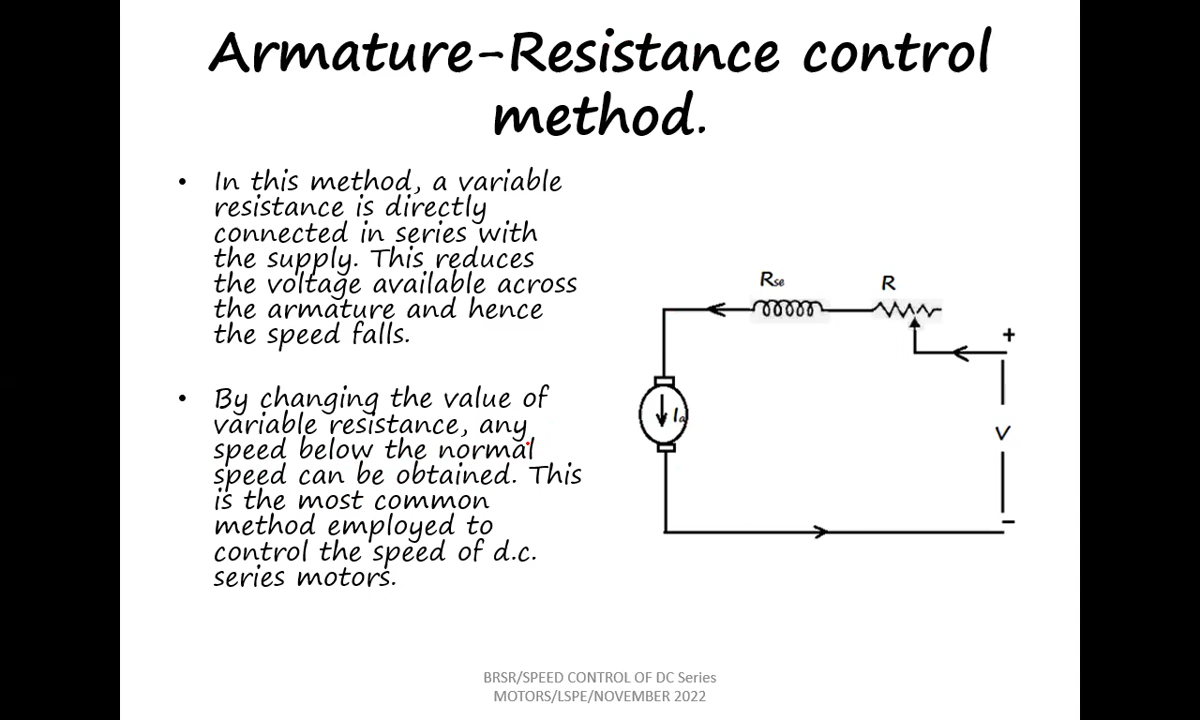 Armature-Resistance control
method.
• In this method, a variable
resistance is directly
connected in series with
the supply. This reduces
the voltage available across
the armature and hence
the speed falls.
• By changing the value of
variable resistance, any
speed below the normal
speed can be obtained. This
is the most common
method employed to
control the speed of d.c.
series motors.
Rse
R
+
Ia
V
–
BRSR/SPEED CONTROL OF DC Series
MOTORS/LSPE/NOVEMBER 2022